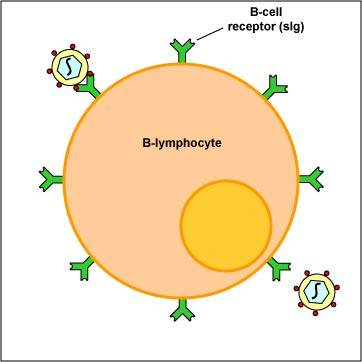 B-cell
receptor (sIg)
B-lymphocyte